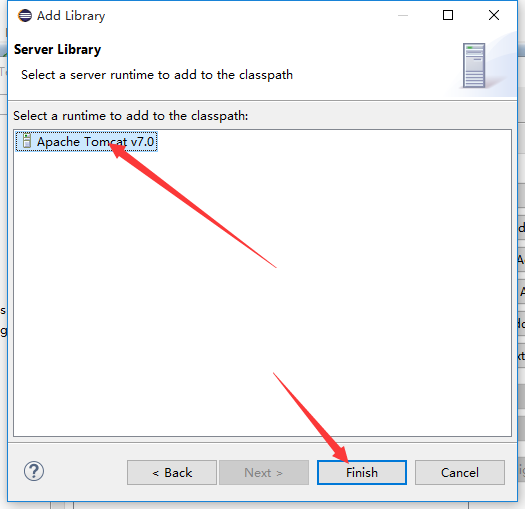 Add Library
Server Library
Select a server runtime to add to the classpath
Select a runtime to add to the classpath:
Apache Tomcat v7.0
< Back
Next >
Finish
Cancel